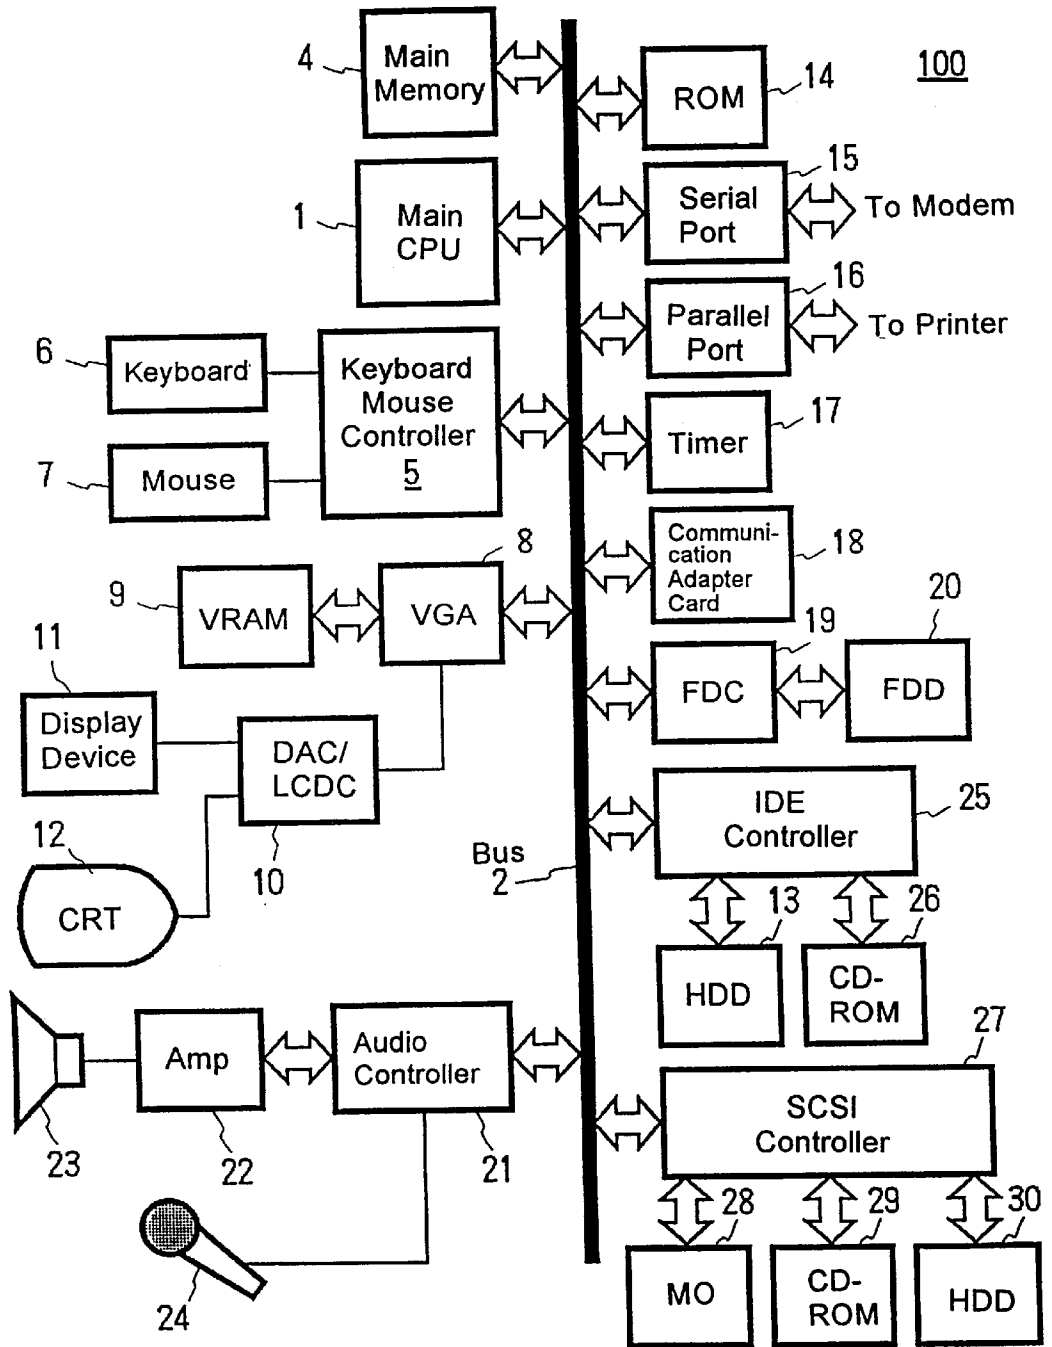 100
4
Main
Memory
ROM
14
1
Main
CPU
Serial
Port
15
To Modem
Parallel
Port
16
To Printer
6
Keyboard
7
Mouse
Keyboard
Mouse
Controller
5
Timer
17
Communi-
cation
Adapter
Card
18
9
VRAM
VGA
8
FDC
19
FDD
20
11
Display
Device
DAC/
LCDC
10
12
CRT
Bus
2
IDE
Controller
25
HDD
13
CD-
ROM
26
23
Amp
22
Audio
Controller
21
24
SCSI
Controller
27
MO
28
CD-
ROM
29
HDD
30